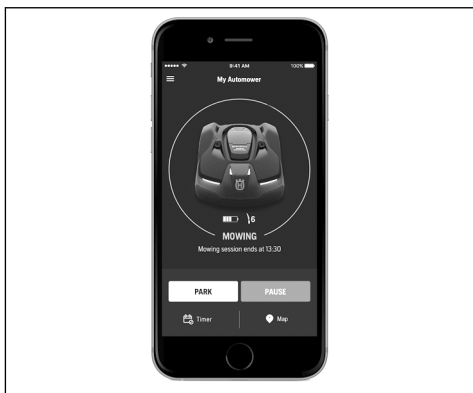 9:41 AM
100%
My Automower
6
MOWING
Mowing session ends at 13:30
PARK
PAUSE
Timer
Map